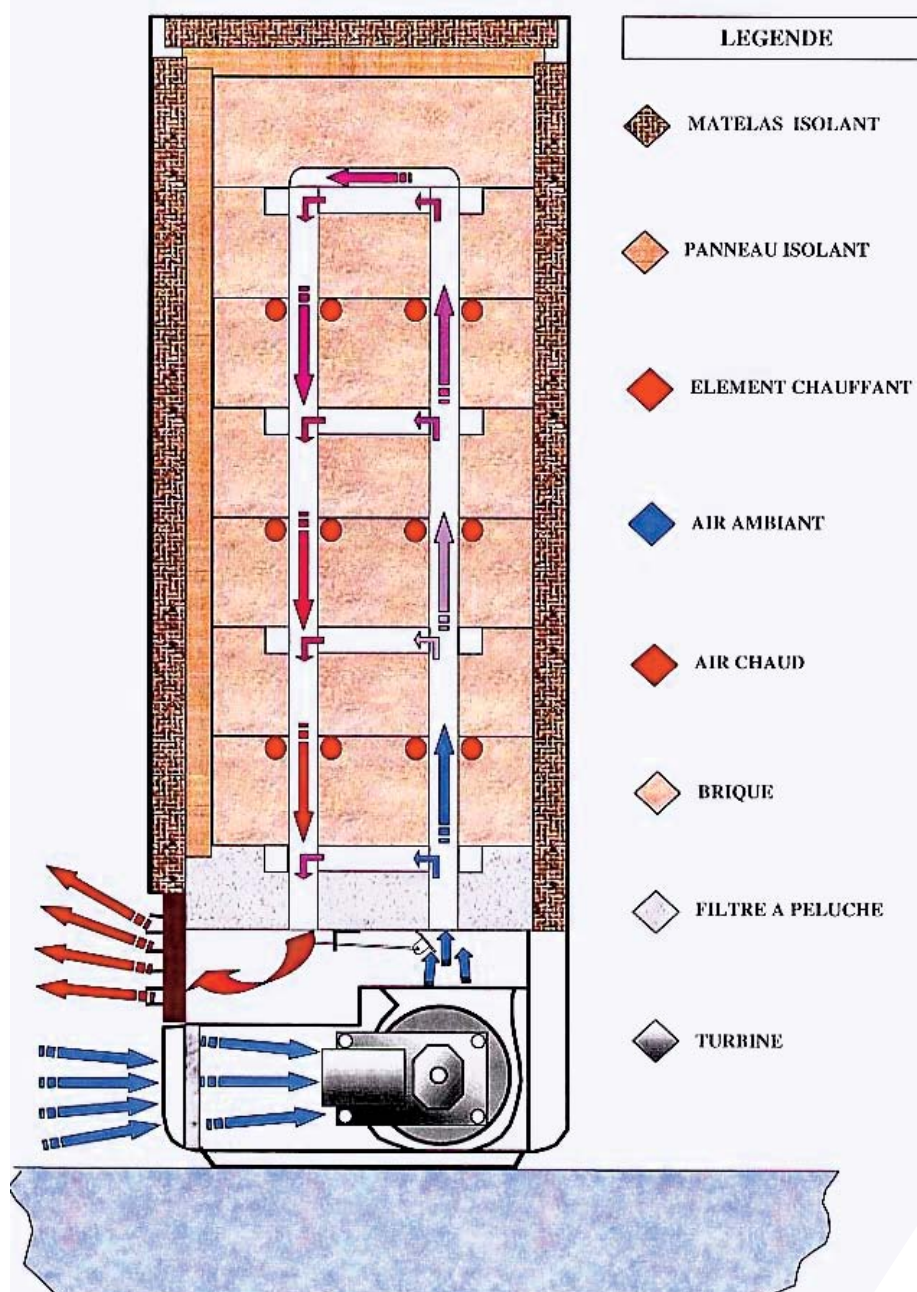 LEGENDE
MATELAS ISOLANT
PANNEAU ISOLANT
ELEMENT CHAUFFANT
AIR AMBIANT
AIR CHAUD
BRIQUE
FILTRE A PELUCHE
TURBINE